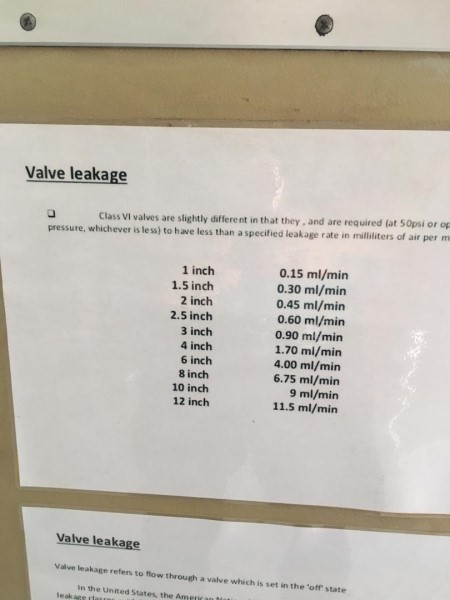 Valve leakage
❑ Class VI valves are slightly different in that they , and are required (at 50psi or
pressure, whichever is less) to have less than a specified leakage rate in milliliters of air per
1 inch 0.15 ml/min
1.5 inch 0.30 ml/min
2 inch 0.45 ml/min
2.5 inch 0.60 ml/min
3 inch 0.90 ml/min
4 inch 1.70 ml/min
6 inch 4.00 ml/min
8 inch 6.75 ml/min
10 inch 9 ml/min
12 inch 11.5 ml/min
Valve leakage
Valve leakage refers to flow through a valve which is set in the 'off' state
In the United States, the American
leakage